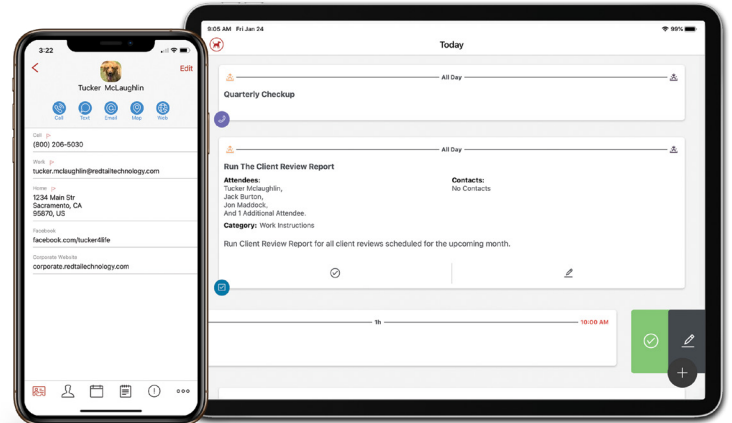 3:22
Edit
Tucker McLaughlin
Call Text Email Map Web
Cell
(800) 206-5030
Work
tucker.mclaughlin@redtailtechnology.com
Home
1234 Main Str
Sacramento, CA
95870, US
Facebook
facebook.com/tucker4life
Corporate Website
corporate.redtailechnology.com
9:05 AM Fri Jan 24
99%
Today
All Day
Quarterly Checkup
All Day
Run The Client Review Report
Attendees:
Tucker Mclaughlin,
Jack Burton,
Jon Maddock,
And 1 Additional Attendee.
Contacts:
No Contacts
Category: Work Instructions
Run Client Review Report for all client reviews scheduled for the upcoming month.
1h
10:00 AM